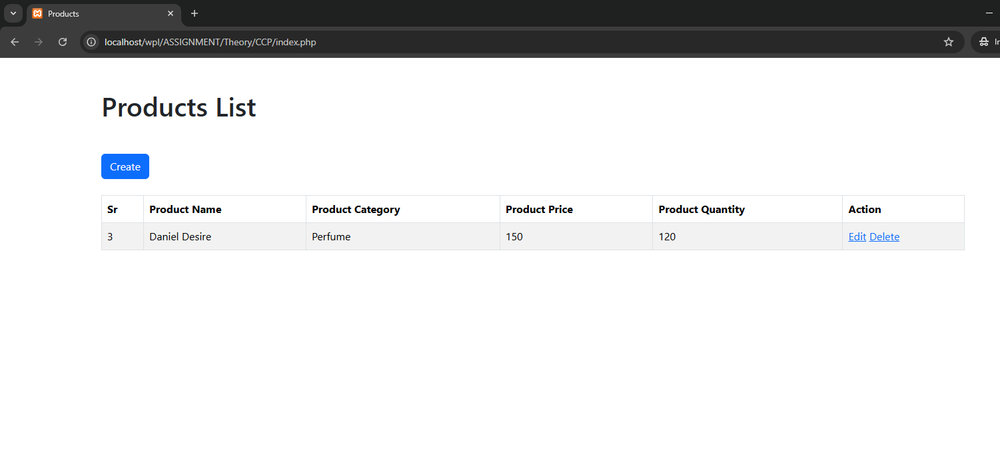 Products
localhost/wpl/ASSIGNMENT/Theory/CCP/index.php
Products List
Create
Sr Product Name Product Category Product Price Product Quantity Action
3 Daniel Desire Perfume 150 120 Edit Delete